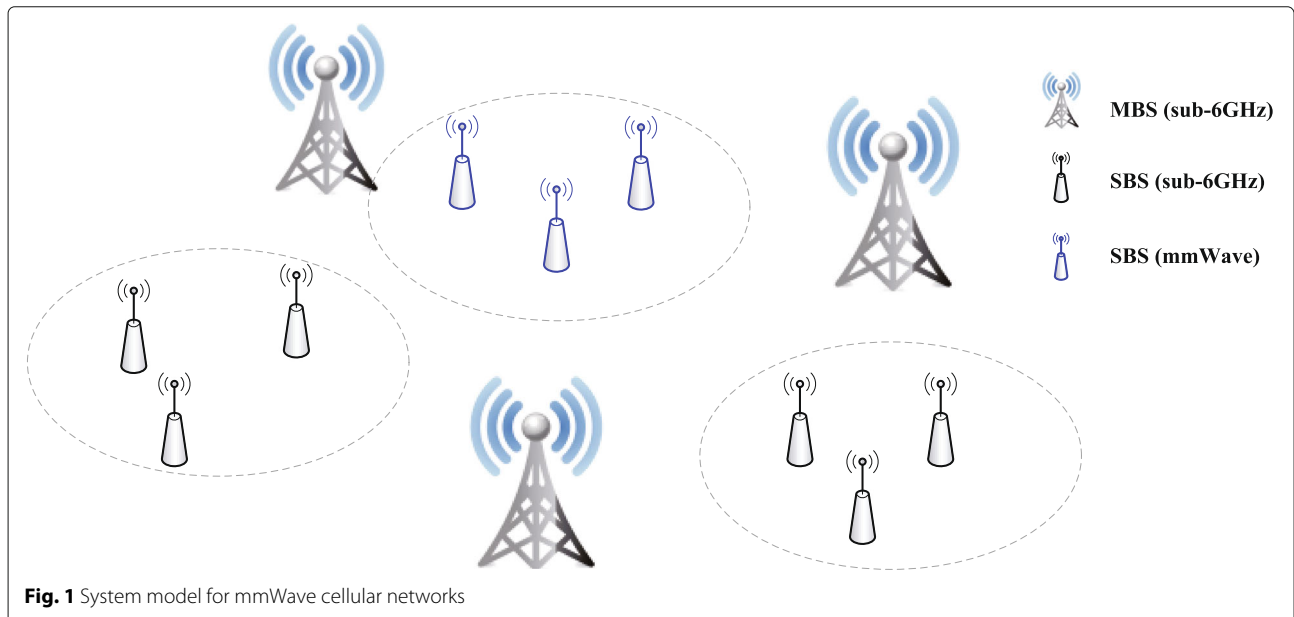 MBS (sub-6GHz)
SBS (sub-6GHz)
SBS (mmWave)
Fig. 1 System model for mmWave cellular networks